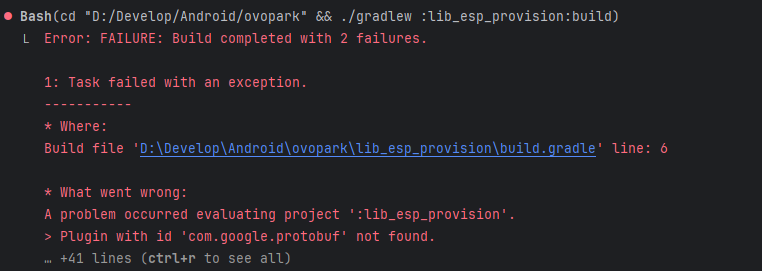 ● Bash(cd "D:/Develop/Android/ovopark" && ./gradlew :lib_esp_provision:build)
└ Error: FAILURE: Build completed with 2 failures.
1: Task failed with an exception.
-----------
* Where:
Build file 'D:\Develop\Android\ovopark\lib_esp_provision\build.gradle' line: 6
* What went wrong:
A problem occurred evaluating project ':lib_esp_provision'.
> Plugin with id 'com.google.protobuf' not found.
… +41 lines (ctrl+r to see all)